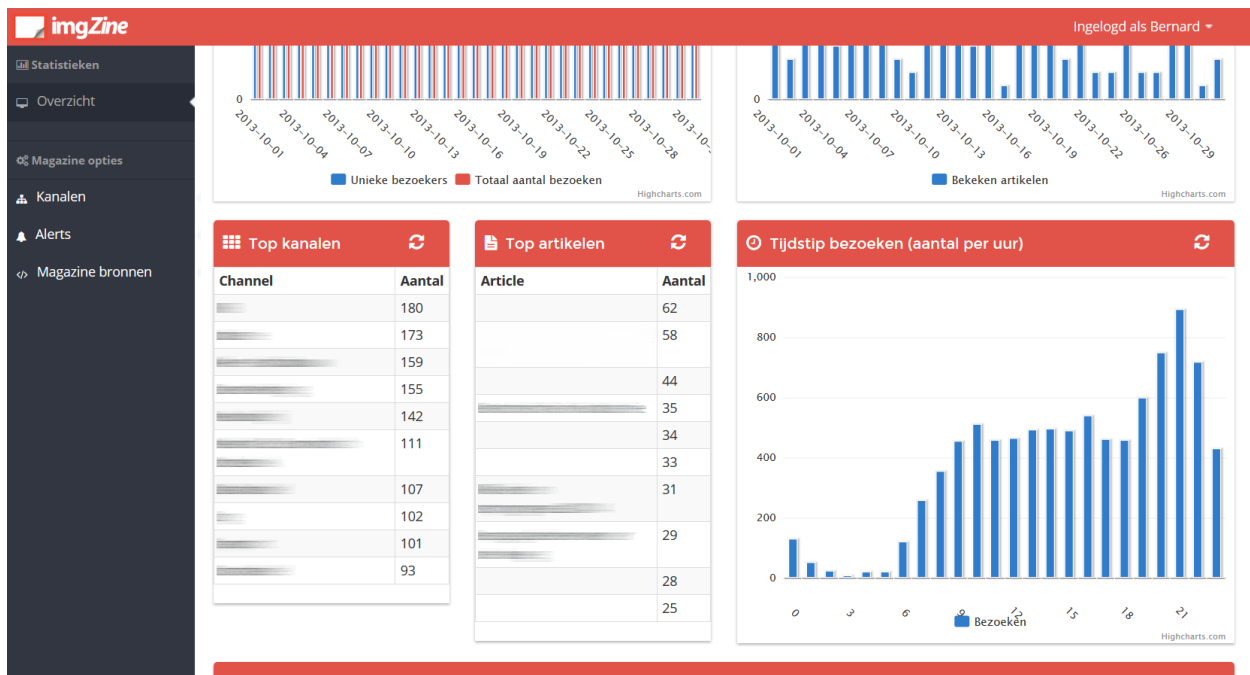 imgZine
Ingelogd als Bernard
Statistieken
Overzicht
Magazine opties
Kanalen
Alerts
Magazine bronnen
0
2013-10-01 2013-10-04 2013-10-07 2013-10-10 2013-10-13 2013-10-16 2013-10-19 2013-10-22 2013-10-25 2013-10-28
Unieke bezoekers Totaal aantal bezoeken
Highcharts.com
0
2013-10-01 2013-10-04 2013-10-07 2013-10-10 2013-10-13 2013-10-16 2013-10-19 2013-10-22 2013-10-26 2013-10-29
Bekeken artikelen
Highcharts.com
Top kanalen
Channel Aantal
180
173
159
155
142
111
107
102
101
93
Top artikelen
Article Aantal
62
58
44
35
34
33
31
29
28
25
Tijdstip bezoeken (aantal per uur)
1,000
800
600
400
200
0
0 3 6 9 12 15 18 21
Bezoeken
Highcharts.com